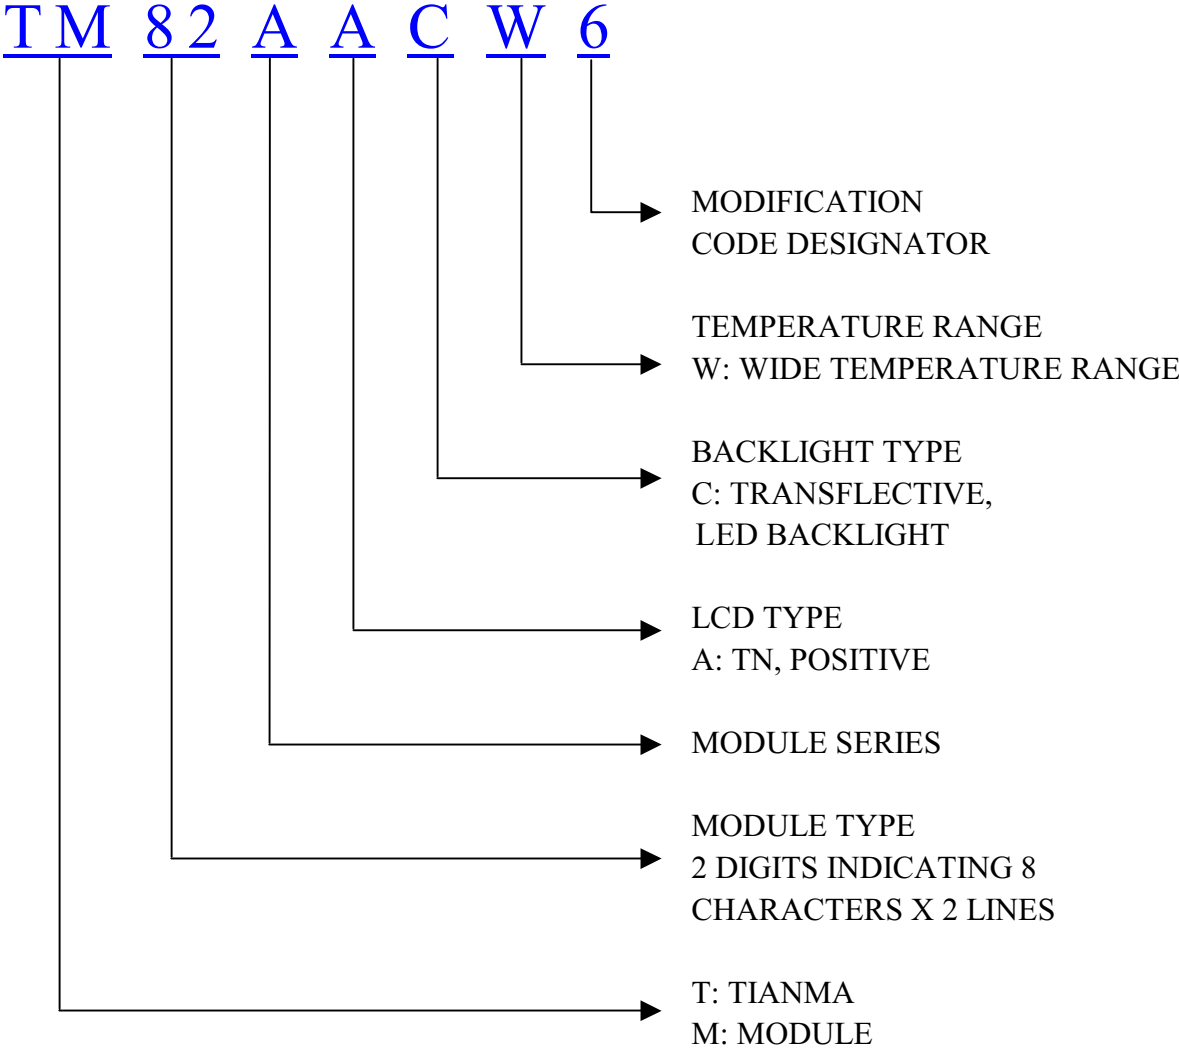 TM 82 A A C W 6
MODIFICATION
CODE DESIGNATOR
TEMPERATURE RANGE
W: WIDE TEMPERATURE RANGE
BACKLIGHT TYPE
C: TRANSFLECTIVE,
LED BACKLIGHT
LCD TYPE
A: TN, POSITIVE
MODULE SERIES
MODULE TYPE
2 DIGITS INDICATING 8
CHARACTERS X 2 LINES
T: TIANMA
M: MODULE